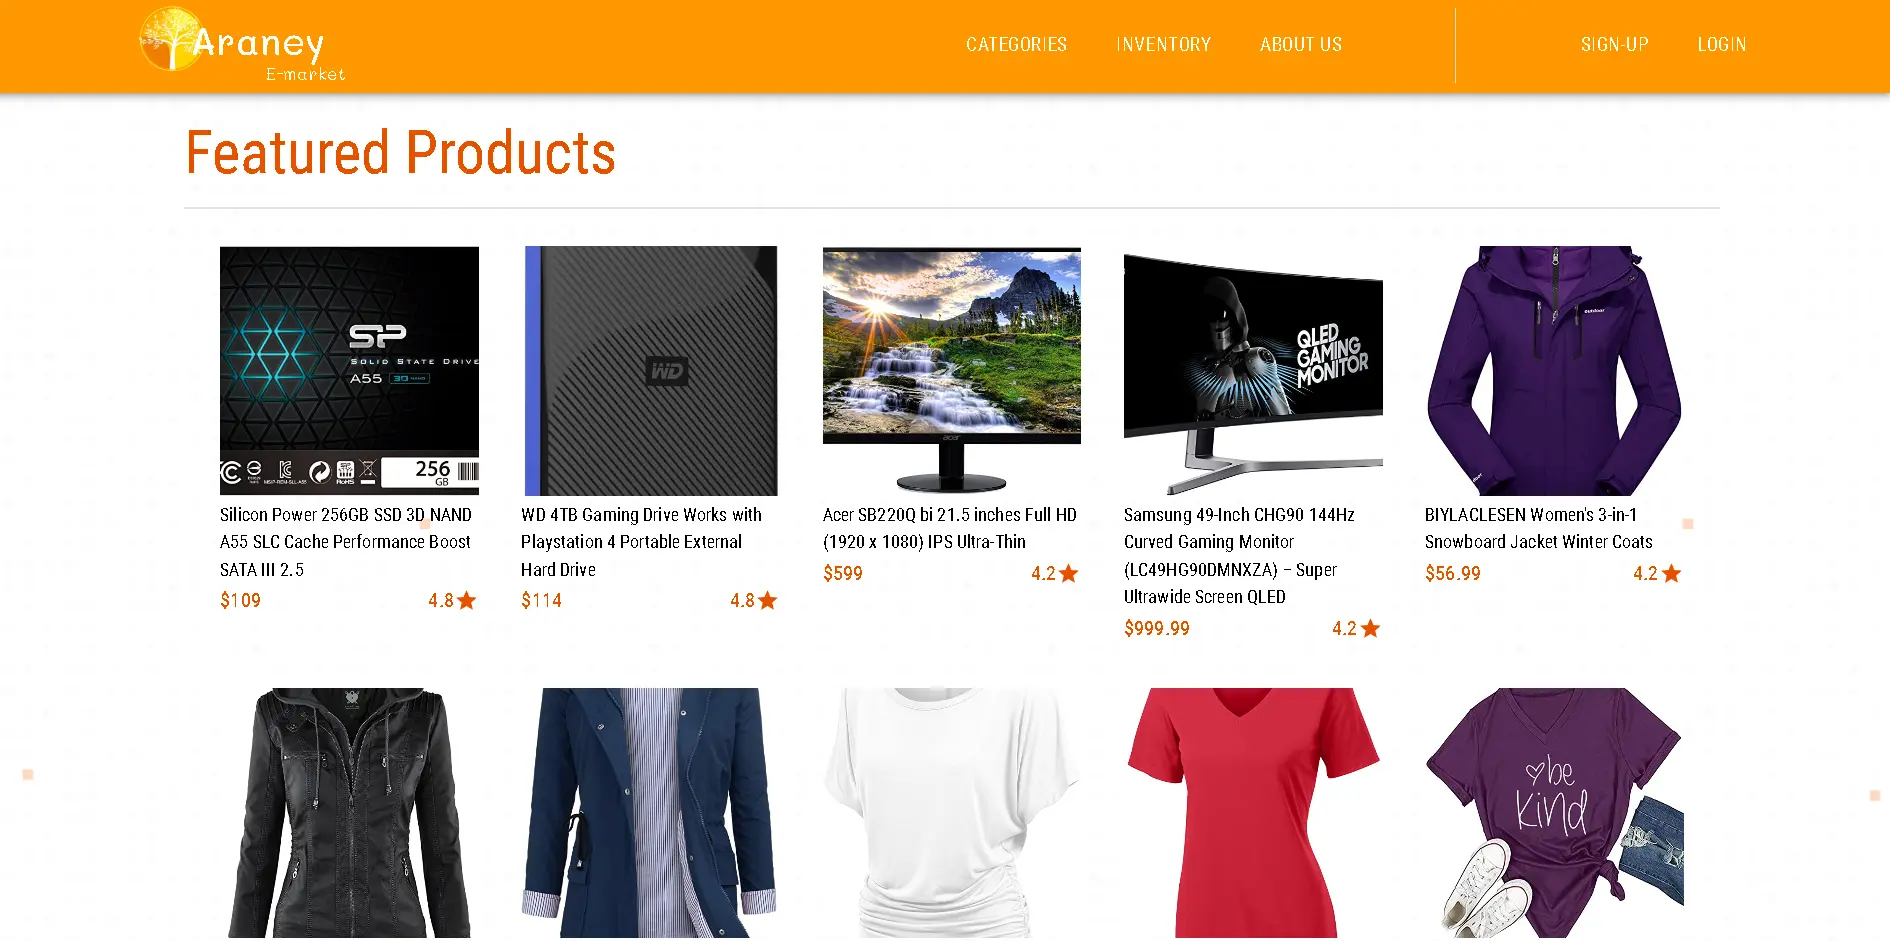 Araney
E-market
CATEGORIES
INVENTORY
ABOUT US
SIGN-UP
LOGIN
Featured Products
SP
SOLID STATE DRIVE
A55 3D NAND
256
GB
RoHS
WD
acer
QLED
GAMING
MONITOR
outdoor
Silicon Power 256GB SSD 3D NAND
A55 SLC Cache Performance Boost
SATA III 2.5
$109
4.8
WD 4TB Gaming Drive Works with
Playstation 4 Portable External
Hard Drive
$114
4.8
Acer SB220Q bi 21.5 inches Full HD
(1920 x 1080) IPS Ultra-Thin
$599
4.2
Samsung 49-Inch CHG90 144Hz
Curved Gaming Monitor
(LC49HG90DMNXZA) – Super
Ultrawide Screen QLED
$999.99
4.2
BIYLACLESEN Women's 3-in-1
Snowboard Jacket Winter Coats
$56.99
4.2
be
Kind